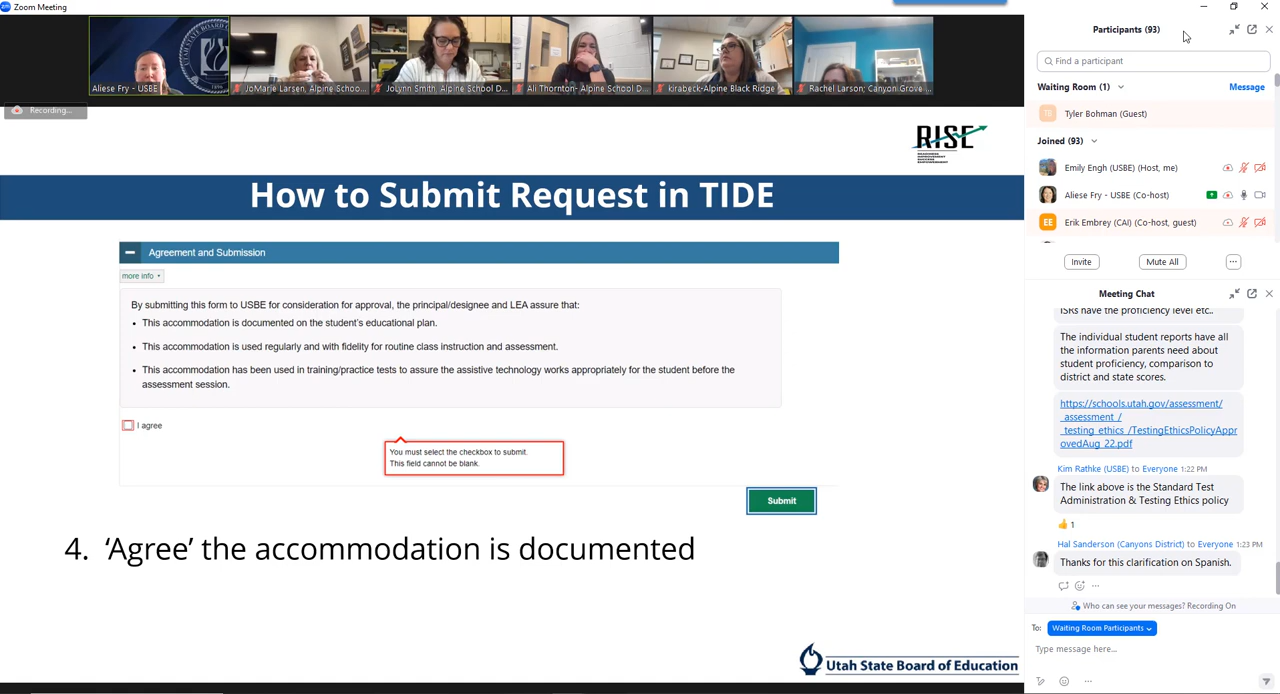 Zoom Meeting
Aliese Fry - USBE
JoMarie Larsen, Alpine Schoo...
JoLynn Smith, Alpine School D...
Ali Thornton- Alpine School D...
kirabeck-Alpine Black Ridge
Rachel Larson; Canyon Grove ...
Recording...
RISE
How to Submit Request in TIDE
Agreement and Submission
more info
By submitting this form to USBE for consideration for approval, the principal/designee and LEA assure that:
• This accommodation is documented on the student's educational plan.
• This accommodation is used regularly and with fidelity for routine class instruction and assessment.
• This accommodation has been used in training/practice tests to assure the assistive technology works appropriately for the student before the
assessment session.
I agree
You must select the checkbox to submit.
This field cannot be blank.
Submit
4. 'Agree' the accommodation is documented
Utah State Board of Education
Participants (93)
Find a participant
Waiting Room (1)
Message
TE
Tyler Bohman (Guest)
Joined (93)
Emily Engh (USBE) (Host, me)
Aliese Fry - USBE (Co-host)
EE
Erik Embrey (CAI) (Co-host, guest)
Invite
Mute All
...
Meeting Chat
ISRs have the proficiency level etc..
The individual student reports have all
the information parents need about
student proficiency, comparison to
district and state scores.
https://schools.utah.gov/assessment/
_assessment_/
_testing_ethics_/TestingEthicsPolicyAppr
ovedAug_22.pdf
Kim Rathke (USBE) to Everyone 1:22 PM
The link above is the Standard Test
Administration & Testing Ethics policy
👍 1
Hal Sanderson (Canyons District) to Everyone 1:23 PM
Thanks for this clarification on Spanish.
...
Who can see your messages? Recording On
To: Waiting Room Participants
Type message here...
...